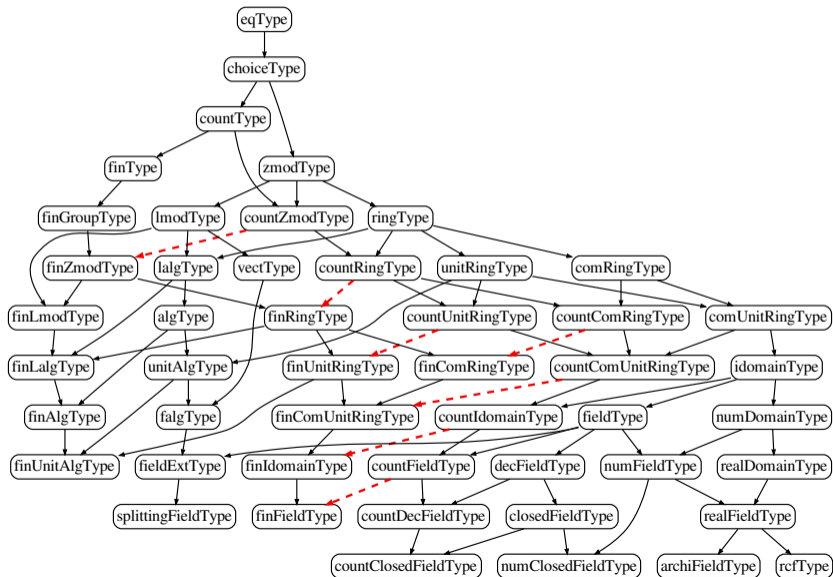 eqType
choiceType
countType
finType
zmodType
finGroupType
lmodType
countZmodType
ringType
finZmodType
lalgType
vectType
countRingType
unitRingType
comRingType
finLmodType
algType
finRingType
countUnitRingType
countComRingType
comUnitRingType
finLalgType
unitAlgType
finUnitRingType
finComRingType
countComUnitRingType
idomainType
finAlgType
falgType
finComUnitRingType
countIdomainType
fieldType
numDomainType
finUnitAlgType
fieldExtType
finIdomainType
countFieldType
decFieldType
numFieldType
realDomainType
splittingFieldType
finFieldType
countDecFieldType
closedFieldType
realFieldType
countClosedFieldType
numClosedFieldType
archiFieldType
rcfType